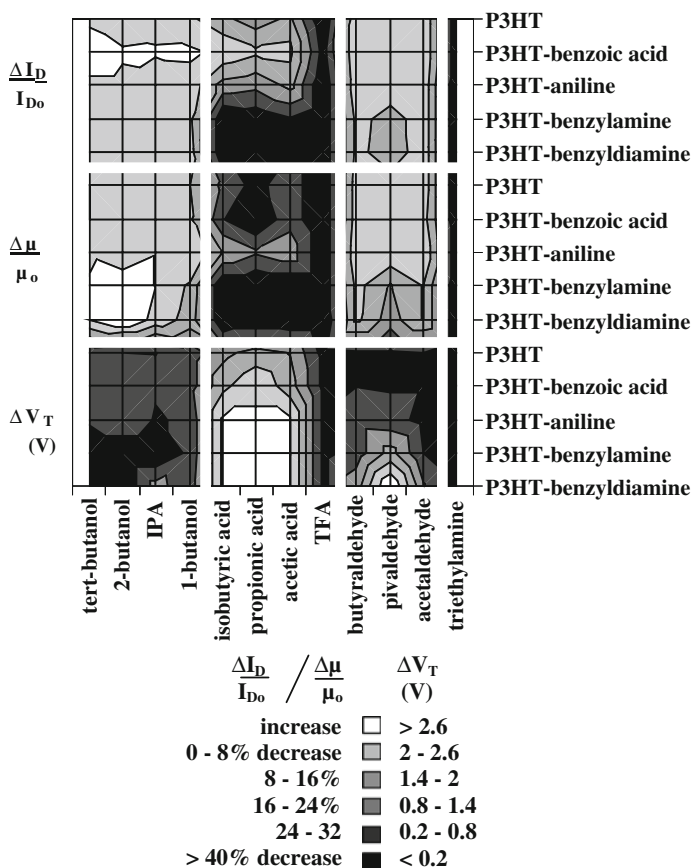 P3HT
P3HT-benzoic acid
P3HT-aniline
P3HT-benzylamine
P3HT-benzyldiamine
ΔI_D
I_Do
P3HT
P3HT-benzoic acid
P3HT-aniline
P3HT-benzylamine
P3HT-benzyldiamine
Δμ
μ_o
P3HT
P3HT-benzoic acid
P3HT-aniline
P3HT-benzylamine
P3HT-benzyldiamine
ΔV_T
(V)
tert-butanol
2-butanol
IPA
1-butanol
isobutyric acid
propionic acid
acetic acid
TFA
butyraldehyde
pivaldehyde
acetaldehyde
triethylamine
ΔI_D / Δμ ΔV_T
I_Do μ_o (V)
increase > 2.6
0 - 8% decrease 2 - 2.6
8 - 16% 1.4 - 2
16 - 24% 0.8 - 1.4
24 - 32 0.2 - 0.8
> 40% decrease < 0.2